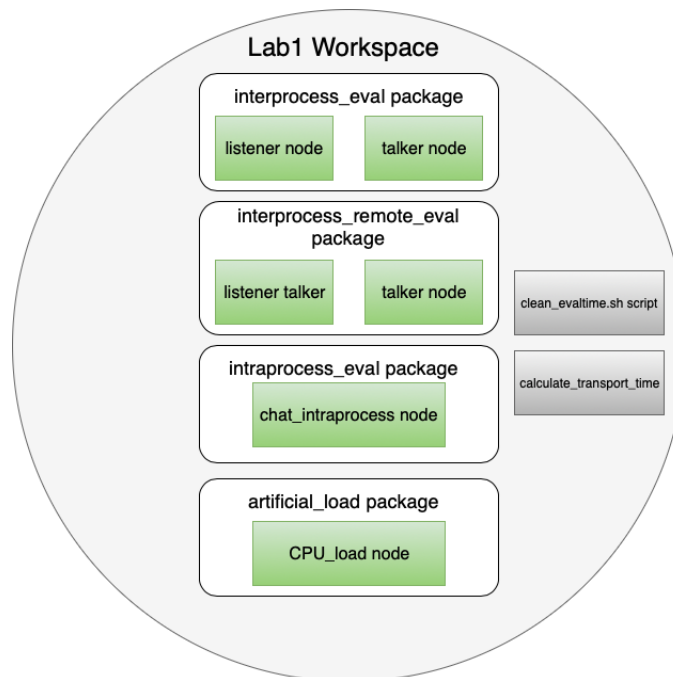 Lab1 Workspace
interprocess_eval package
listener node
talker node
interprocess_remote_eval
package
listener talker
talker node
clean_evaltime.sh script
intraprocess_eval package
calculate_transport_time
chat_intraprocess node
artificial_load package
CPU_load node